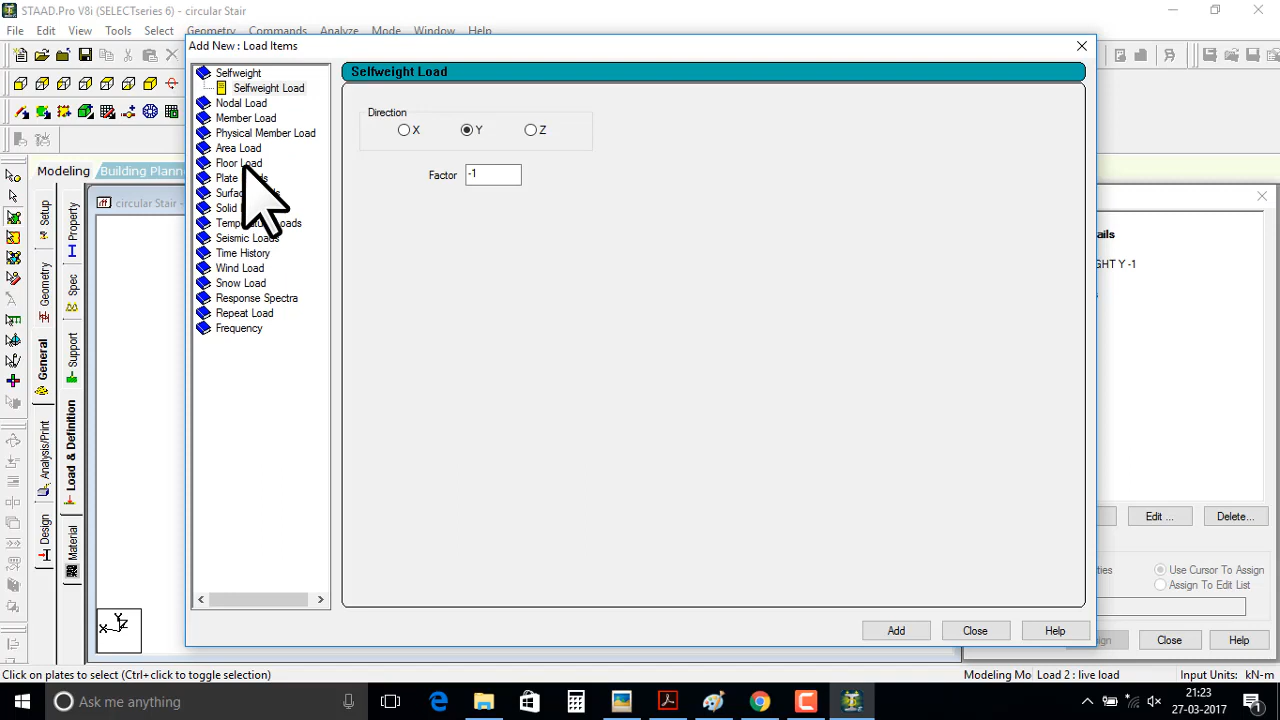 STAAD.Pro V8i (SELECTseries 6) - circular Stair
File Edit View Tools Select Geometry Commands Analyze Mode Window Help
Add New : Load Items
Selfweight
Selfweight Load
Nodal Load
Member Load
Physical Member Load
Area Load
Floor Load
Plate
Solid
Seismic Loads
Time History
Wind Load
Snow Load
Response Spectra
Repeat Load
Frequency
Selfweight Load
Direction
X Y Z
Factor -1
Add Close Help
Modeling Building
circular Stair
Setup
Geometry
General
Analysis/Print
Design
Property
Spec
Support
Load & Definition
Material
Y
X Z
GHT Y -1
Edit ... Delete...
Use Cursor To Assign
Assign To Edit List
Close Help
Click on plates to select (Ctrl+click to toggle selection)
Modeling Mo Load 2 : live load Input Units: kN-m
Ask me anything
21:23
27-03-2017
1